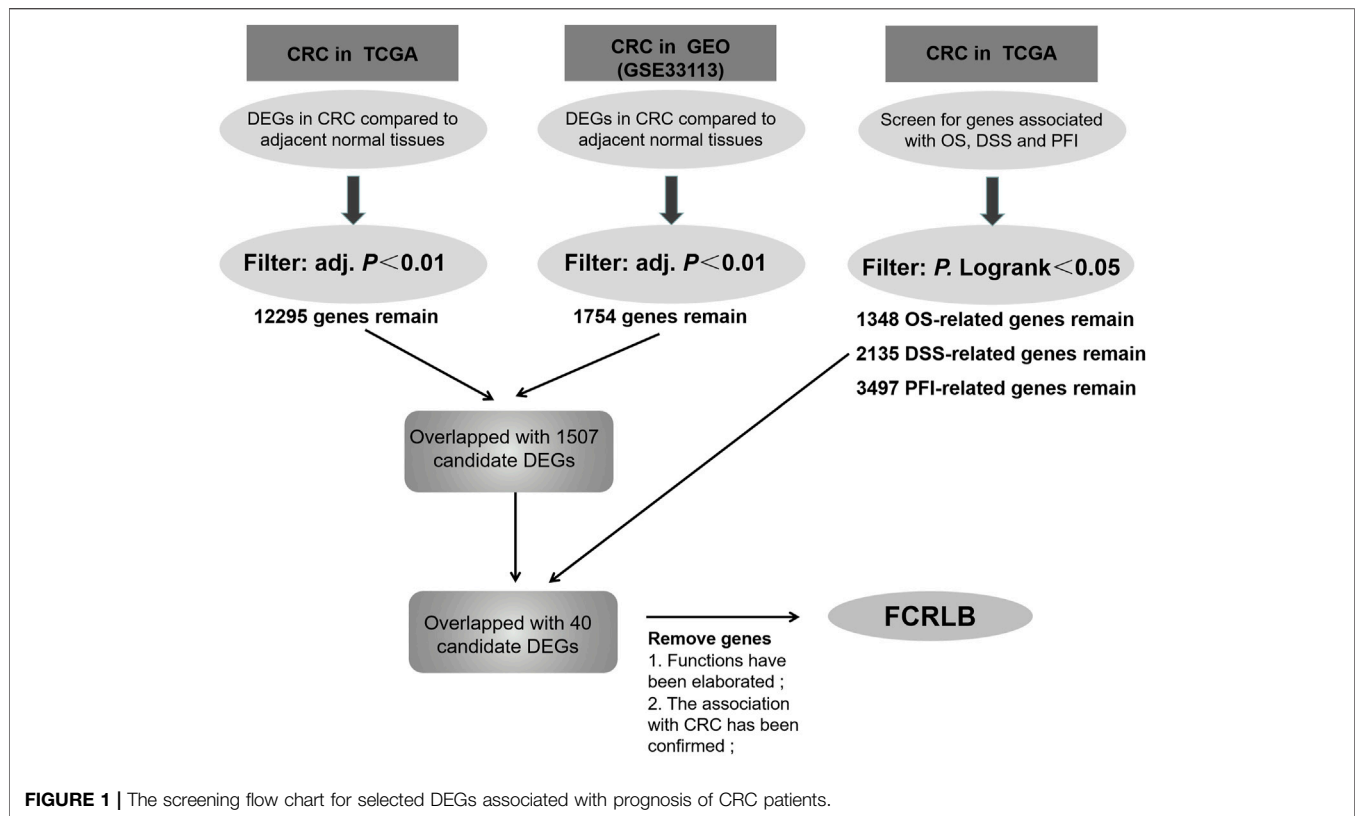 CRC in TCGA
DEGs in CRC compared to
adjacent normal tissues
Filter: adj. P<0.01
12295 genes remain
CRC in GEO
(GSE33113)
DEGs in CRC compared to
adjacent normal tissues
Filter: adj. P<0.01
1754 genes remain
CRC in TCGA
Screen for genes associated
with OS, DSS and PFI
Filter: P. Logrank<0.05
1348 OS-related genes remain
2135 DSS-related genes remain
3497 PFI-related genes remain
Overlapped with 1507
candidate DEGs
Overlapped with 40
candidate DEGs
Remove genes
1. Functions have
been elaborated ;
2. The association
with CRC has been
confirmed ;
FCRLB
FIGURE 1 | The screening flow chart for selected DEGs associated with prognosis of CRC patients.